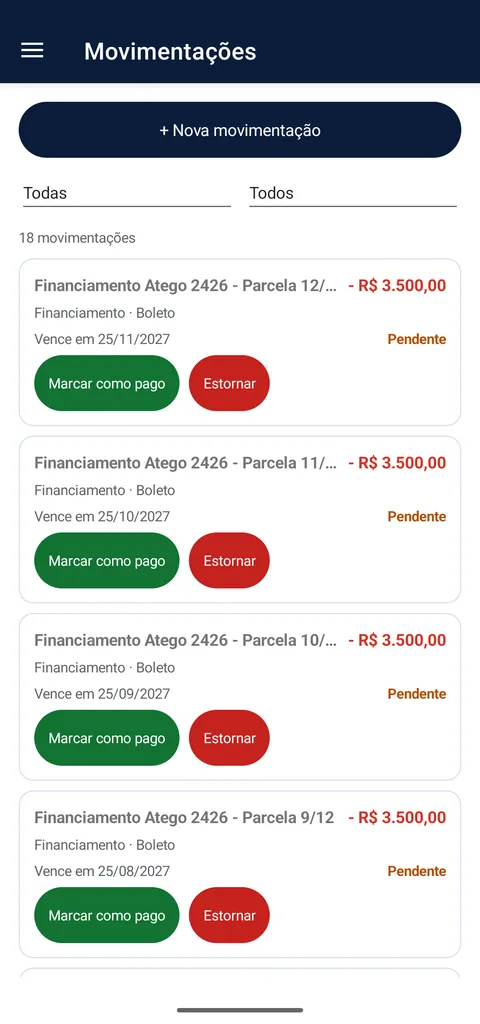 Movimentações
+ Nova movimentação
Todas Todos
18 movimentações
Financiamento Atego 2426 - Parcela 12/... - R$ 3.500,00
Financiamento · Boleto
Vence em 25/11/2027 Pendente
Marcar como pago Estornar
Financiamento Atego 2426 - Parcela 11/... - R$ 3.500,00
Financiamento · Boleto
Vence em 25/10/2027 Pendente
Marcar como pago Estornar
Financiamento Atego 2426 - Parcela 10/... - R$ 3.500,00
Financiamento · Boleto
Vence em 25/09/2027 Pendente
Marcar como pago Estornar
Financiamento Atego 2426 - Parcela 9/12 - R$ 3.500,00
Financiamento · Boleto
Vence em 25/08/2027 Pendente
Marcar como pago Estornar